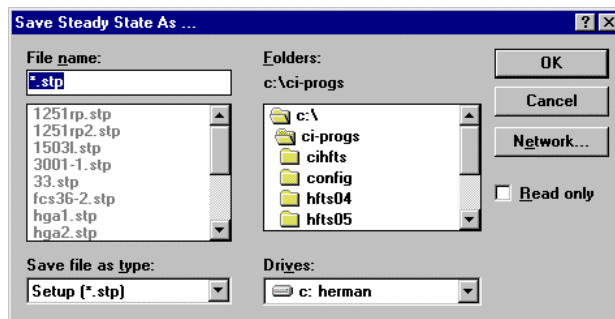 Save Steady State As ...
File name:
*.stp
1251rp.stp
1251rp2.stp
1503l.stp
3001-1.stp
33.stp
fcs36-2.stp
hga1.stp
hga2.stp
Save file as type:
Setup (*.stp)
Folders:
c:\ci-progs
c:\
ci-progs
cihfts
config
hfts04
hfts05
Drives:
c: herman
OK
Cancel
Network...
Read only